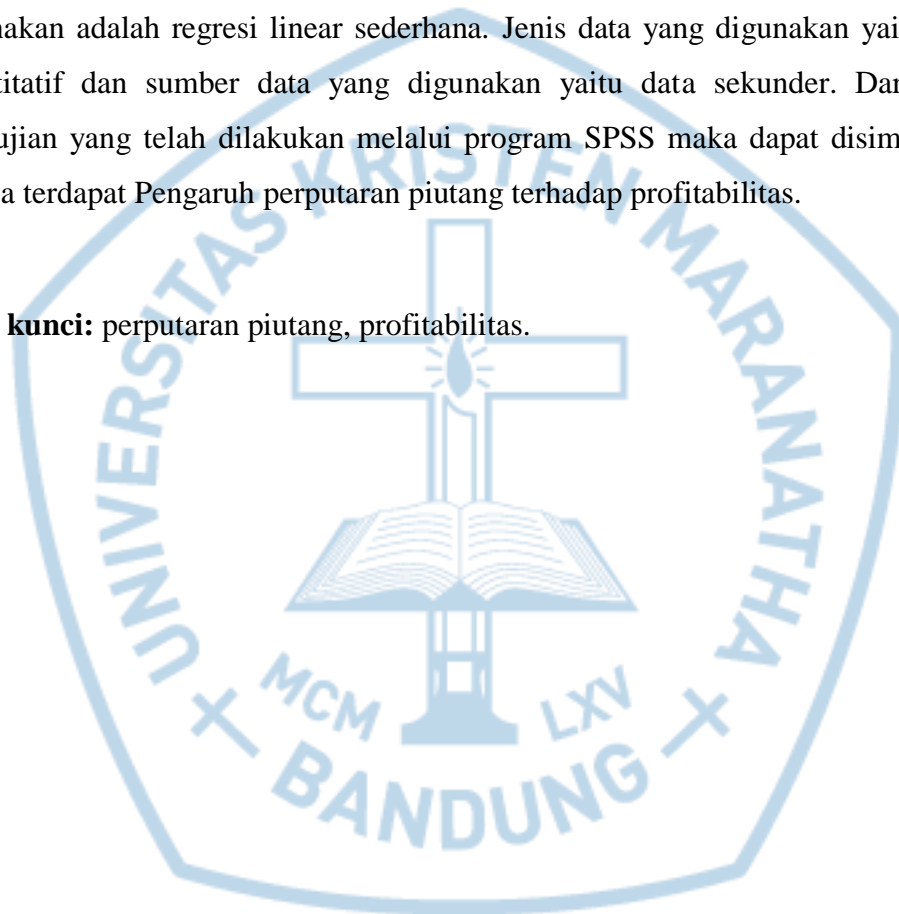 nakan adalah regresi linear sederhana. Jenis data yang digunakan yai
titatif dan sumber data yang digunakan yaitu data sekunder. Dar
ujian yang telah dilakukan melalui program SPSS maka dapat disim
a terdapat Pengaruh perputaran piutang terhadap profitabilitas.
kunci: perputaran piutang, profitabilitas.
UNIVERSITAS KRISTEN MARANATHA
MCM LXV
BANDUNG